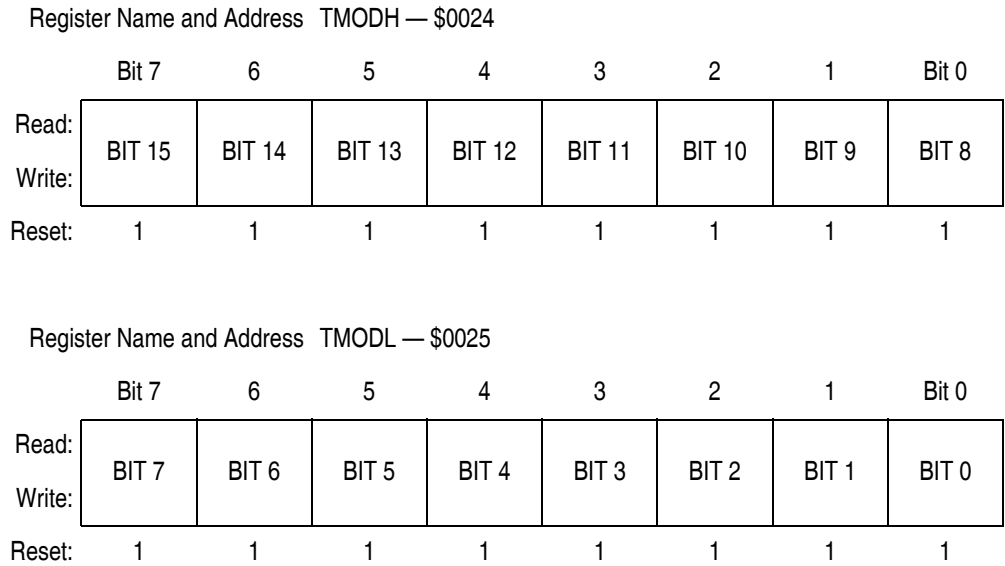 Register Name and Address TMODH — $0024
Bit 7 6 5 4 3 2 1 Bit 0
Read:
BIT 15 BIT 14 BIT 13 BIT 12 BIT 11 BIT 10 BIT 9 BIT 8
Write:
Reset: 1 1 1 1 1 1 1 1
Register Name and Address TMODL — $0025
Bit 7 6 5 4 3 2 1 Bit 0
Read:
BIT 7 BIT 6 BIT 5 BIT 4 BIT 3 BIT 2 BIT 1 BIT 0
Write:
Reset: 1 1 1 1 1 1 1 1